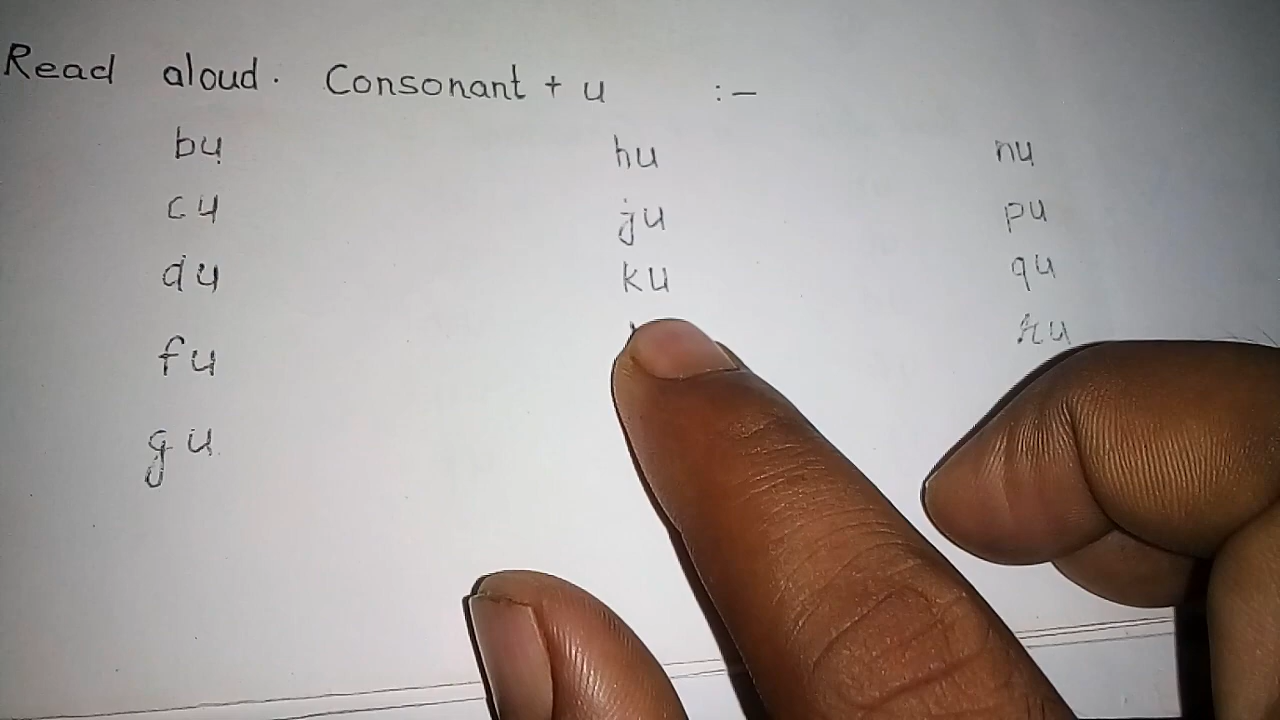 Read aloud. Consonant + u :-
bu hu nu
cu ju pu
du ku qu
fu ru
gu